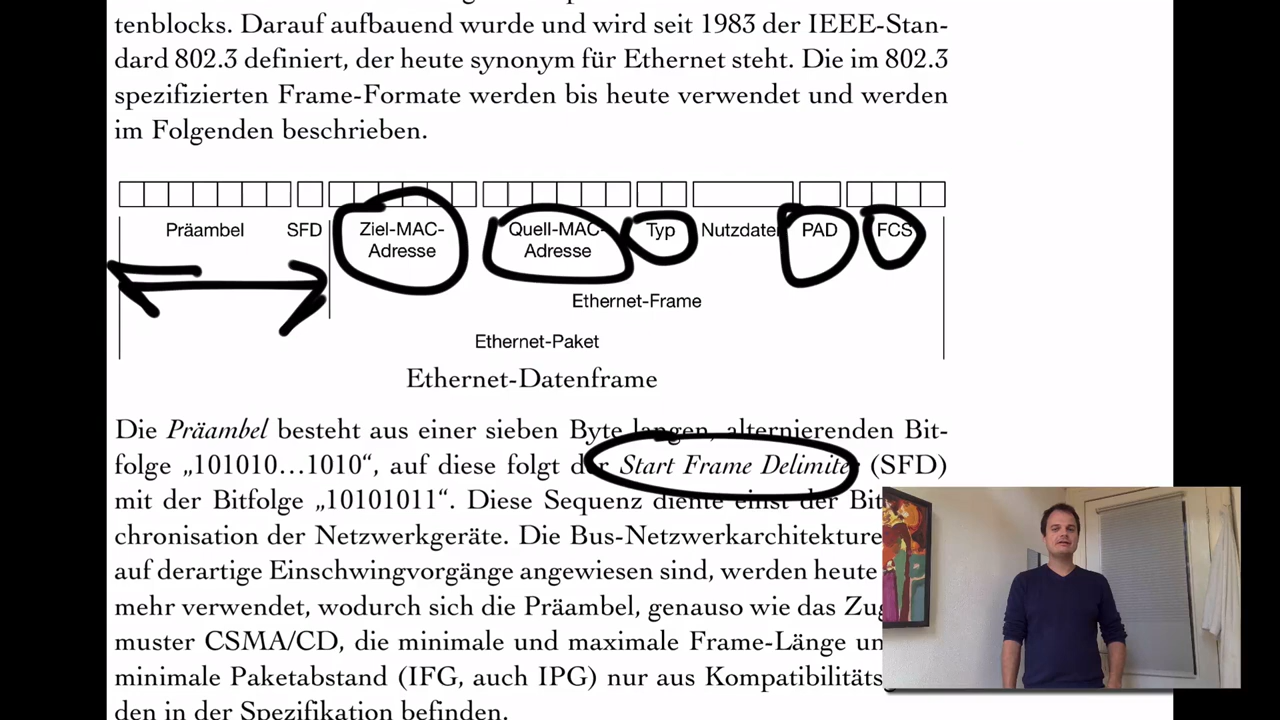 tenblocks. Darauf aufbauend wurde und wird seit 1983 der IEEE-Stan-
dard 802.3 definiert, der heute synonym für Ethernet steht. Die im 802.3
spezifizierten Frame-Formate werden bis heute verwendet und werden
im Folgenden beschrieben.
Präambel SFD Ziel-MAC-Adresse Quell-MAC-Adresse Typ Nutzdaten PAD FCS
Ethernet-Frame
Ethernet-Paket
Ethernet-Datenframe
Die Präambel besteht aus einer sieben Byte langen, alternierenden Bit-
folge „101010…1010“, auf diese folgt der Start Frame Delimiter (SFD)
mit der Bitfolge „10101011“. Diese Sequenz diente einst der Bit
chronisation der Netzwerkgeräte. Die Bus-Netzwerkarchitekture
auf derartige Einschwingvorgänge angewiesen sind, werden heute
mehr verwendet, wodurch sich die Präambel, genauso wie das Zug
muster CSMA/CD, die minimale und maximale Frame-Länge un
minimale Paketabstand (IFG, auch IPG) nur aus Kompatibilitäts
den in der Spezifikation befinden.